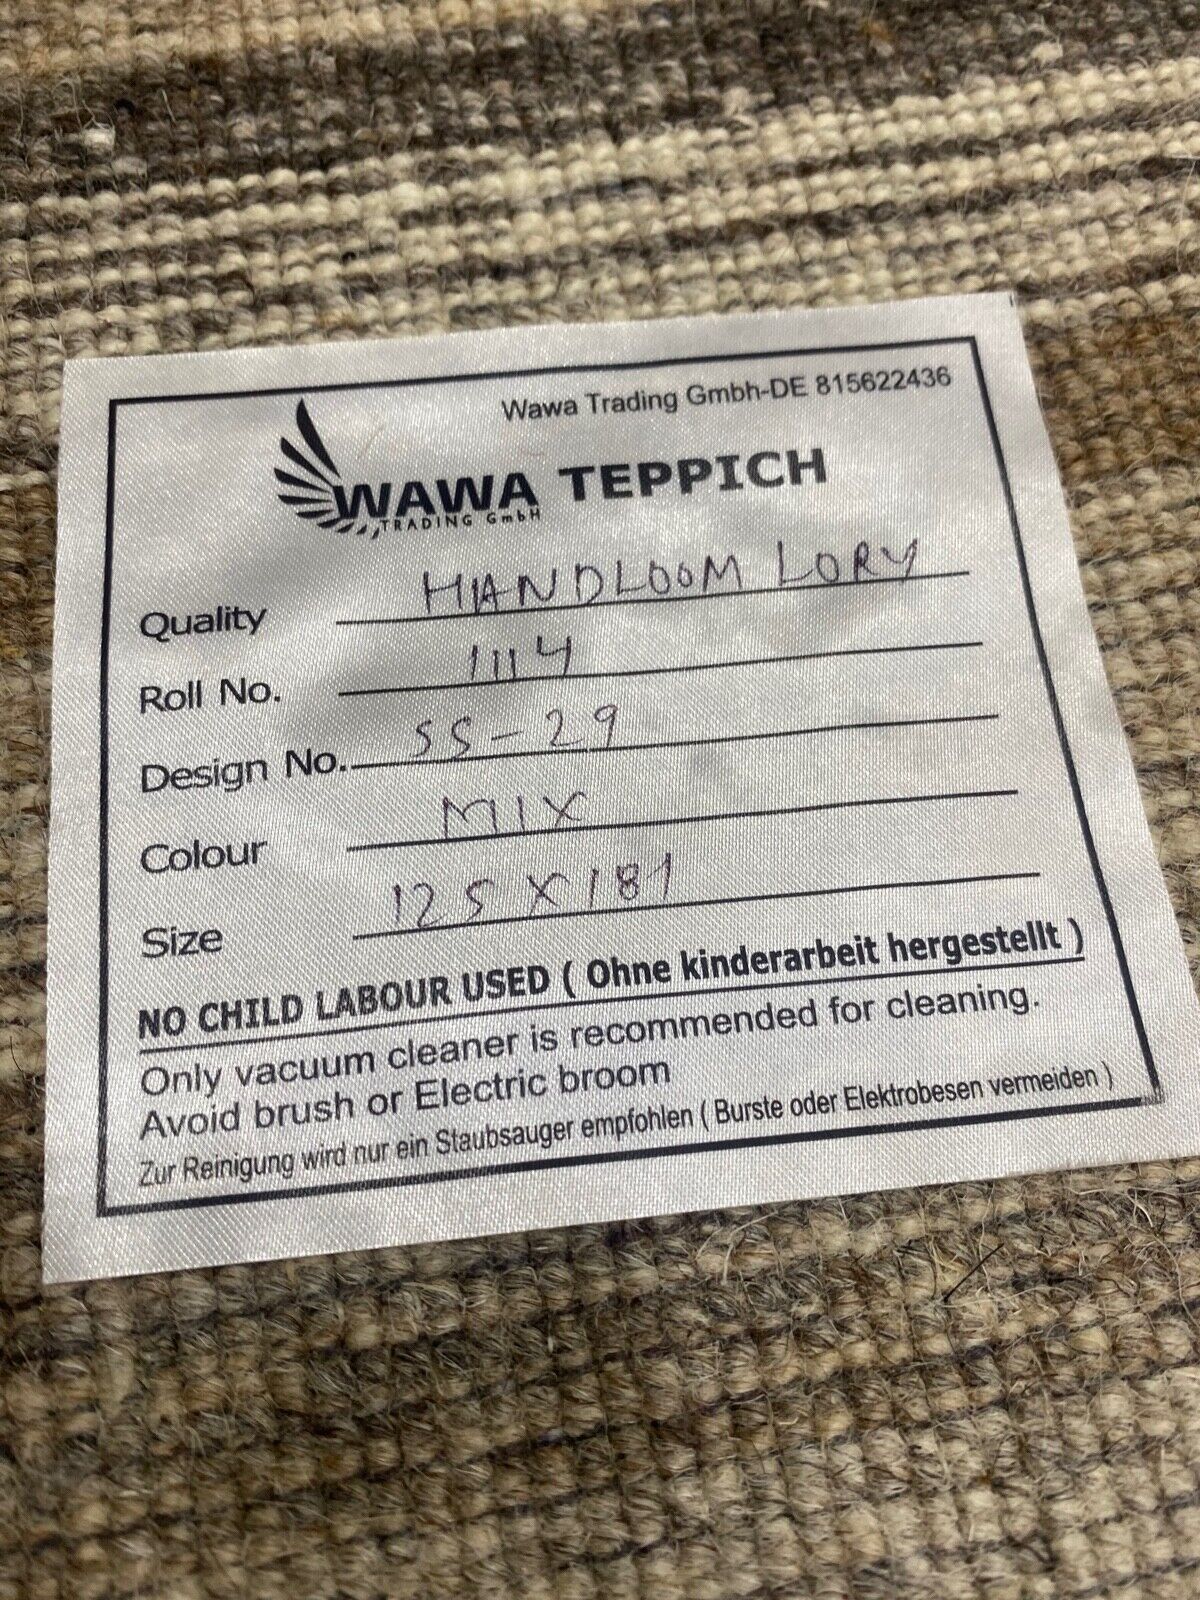 Wawa Trading Gmbh-DE 815622436
WAWA TEPPICH
TRADING GmbH
Quality HANDLOOM LORY
Roll No. 1114
Design No. SS-29
Colour MIX
Size 125 X 181
NO CHILD LABOUR USED ( Ohne kinderarbeit hergestellt )
Only vacuum cleaner is recommended for cleaning.
Avoid brush or Electric broom
Zur Reinigung wird nur ein Staubsauger empfohlen ( Burste oder Elektrobesen vermeiden )